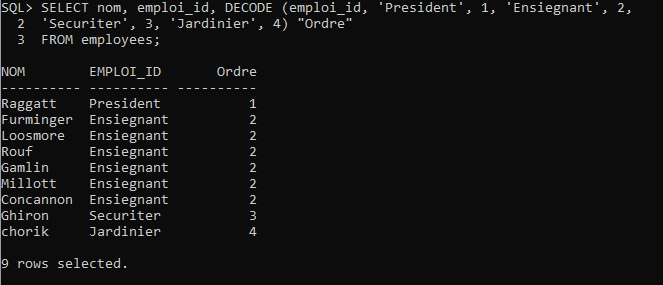 SQL> SELECT nom, emploi_id, DECODE (emploi_id, 'President', 1, 'Ensiegnant', 2,
  2  'Securiter', 3, 'Jardinier', 4) "Ordre"
  3  FROM employees;

NOM        EMPLOI_ID       Ordre
---------- ---------- ----------
Raggatt    President           1
Furminger  Ensiegnant          2
Loosmore   Ensiegnant          2
Rouf       Ensiegnant          2
Gamlin     Ensiegnant          2
Millott    Ensiegnant          2
Concannon  Ensiegnant          2
Ghiron     Securiter           3
chorik     Jardinier           4

9 rows selected.